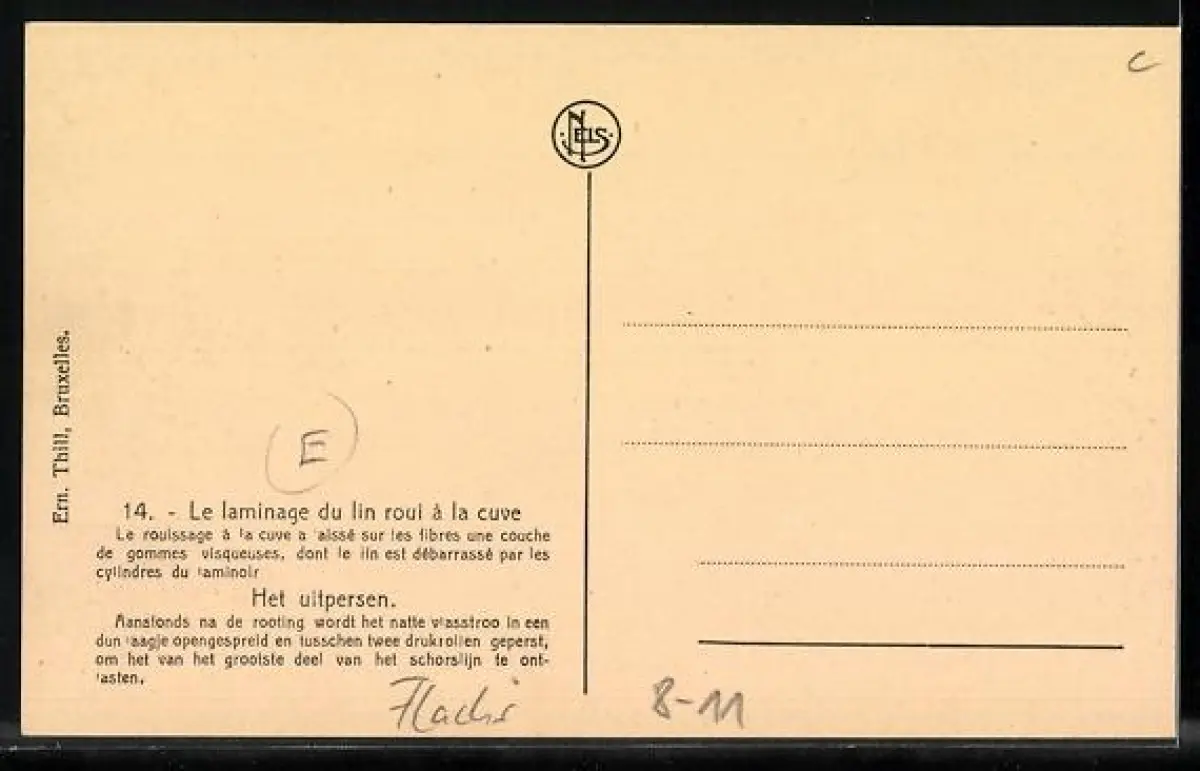 C
NELS
Ern. Thill, Bruxelles.
E
14. - Le laminage du lin roui à la cuve
Le rouissage à la cuve a laissé sur les fibres une couche
de gommes visqueuses, dont le lin est débarrassé par les
cylindres du laminoir
Het uitpersen.
Aanstonds na de rooting wordt het natte vlasstroo in een
dun laagje opengespreid en tusschen twee drukrollen geperst,
om het van het grootste deel van het schorslijn te ont-
lasten.
8-11